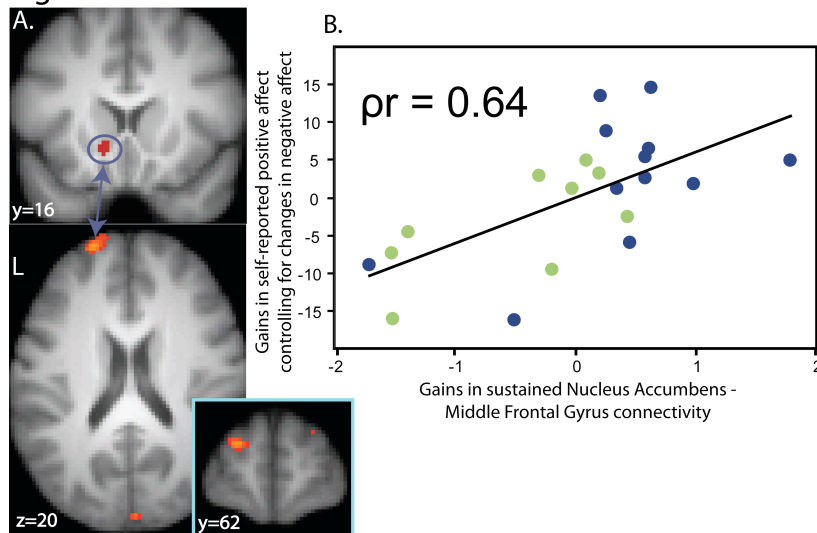 A.
y=16
L
z=20
y=62
B.
Gains in self-reported positive affect
controlling for changes in negative affect
ρr = 0.64
15
10
5
0
-5
-10
-15
-2
-1
0
1
2
Gains in sustained Nucleus Accumbens -
Middle Frontal Gyrus connectivity